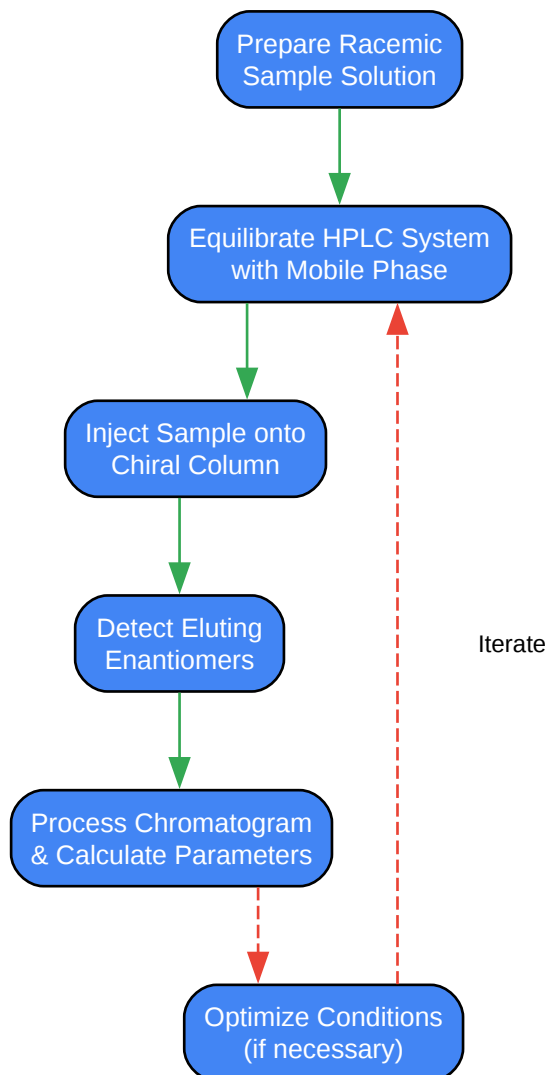 Prepare Racemic
Sample Solution
Equilibrate HPLC System
with Mobile Phase
Inject Sample onto
Chiral Column
Detect Eluting
Enantiomers
Iterate
Process Chromatogram
& Calculate Parameters
Optimize Conditions
(if necessary)